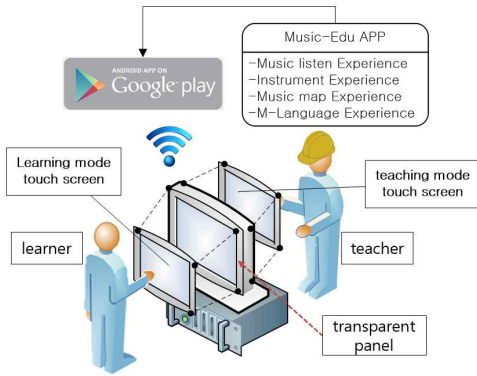 Music-Edu APP
-Music listen Experience
-Instrument Experience
-Music map Experience
-M-Language Experience
ANDROID APP ON
Google play
Learning mode
touch screen
teaching mode
touch screen
learner
teacher
transparent
panel